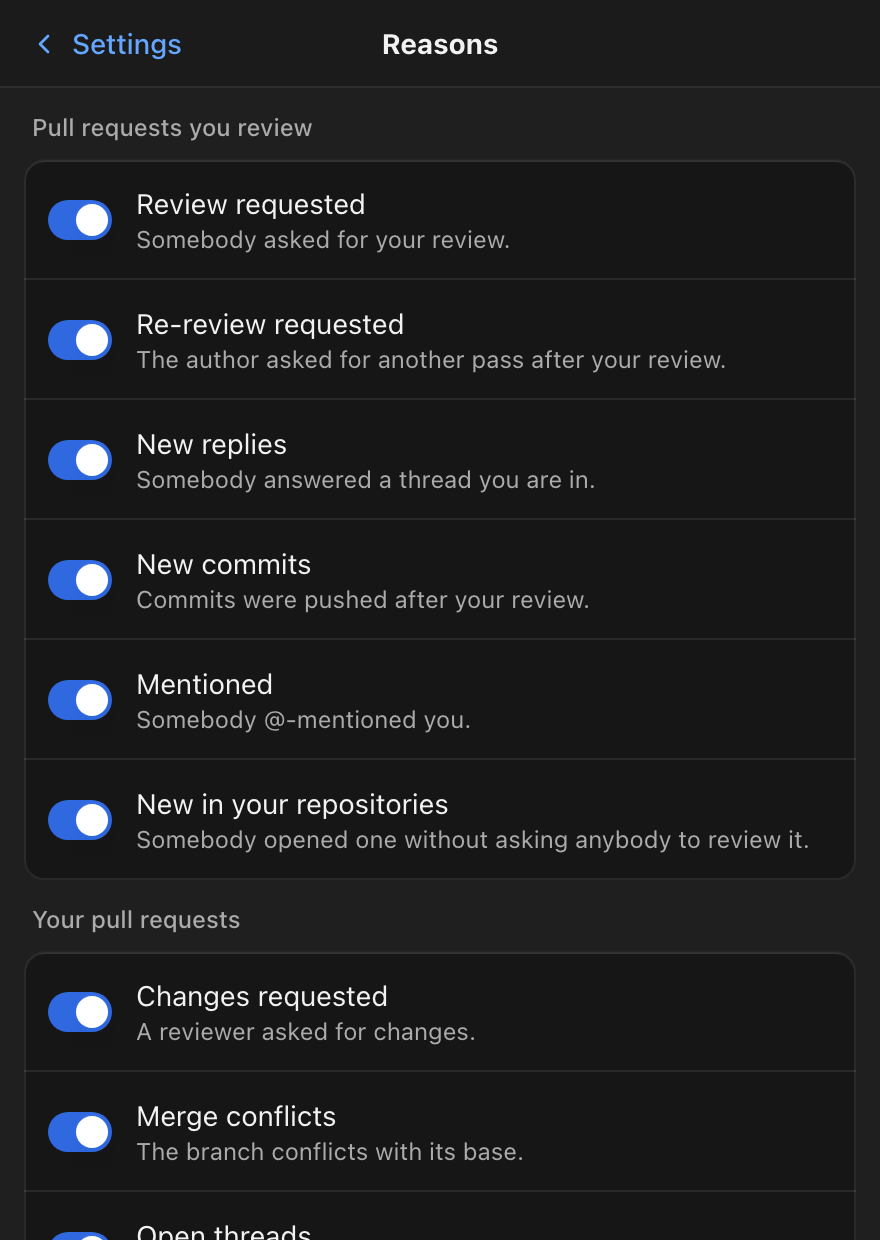 Settings
Reasons
Pull requests you review
Review requested
Somebody asked for your review.
Re-review requested
The author asked for another pass after your review.
New replies
Somebody answered a thread you are in.
New commits
Commits were pushed after your review.
Mentioned
Somebody @-mentioned you.
New in your repositories
Somebody opened one without asking anybody to review it.
Your pull requests
Changes requested
A reviewer asked for changes.
Merge conflicts
The branch conflicts with its base.
Open threads